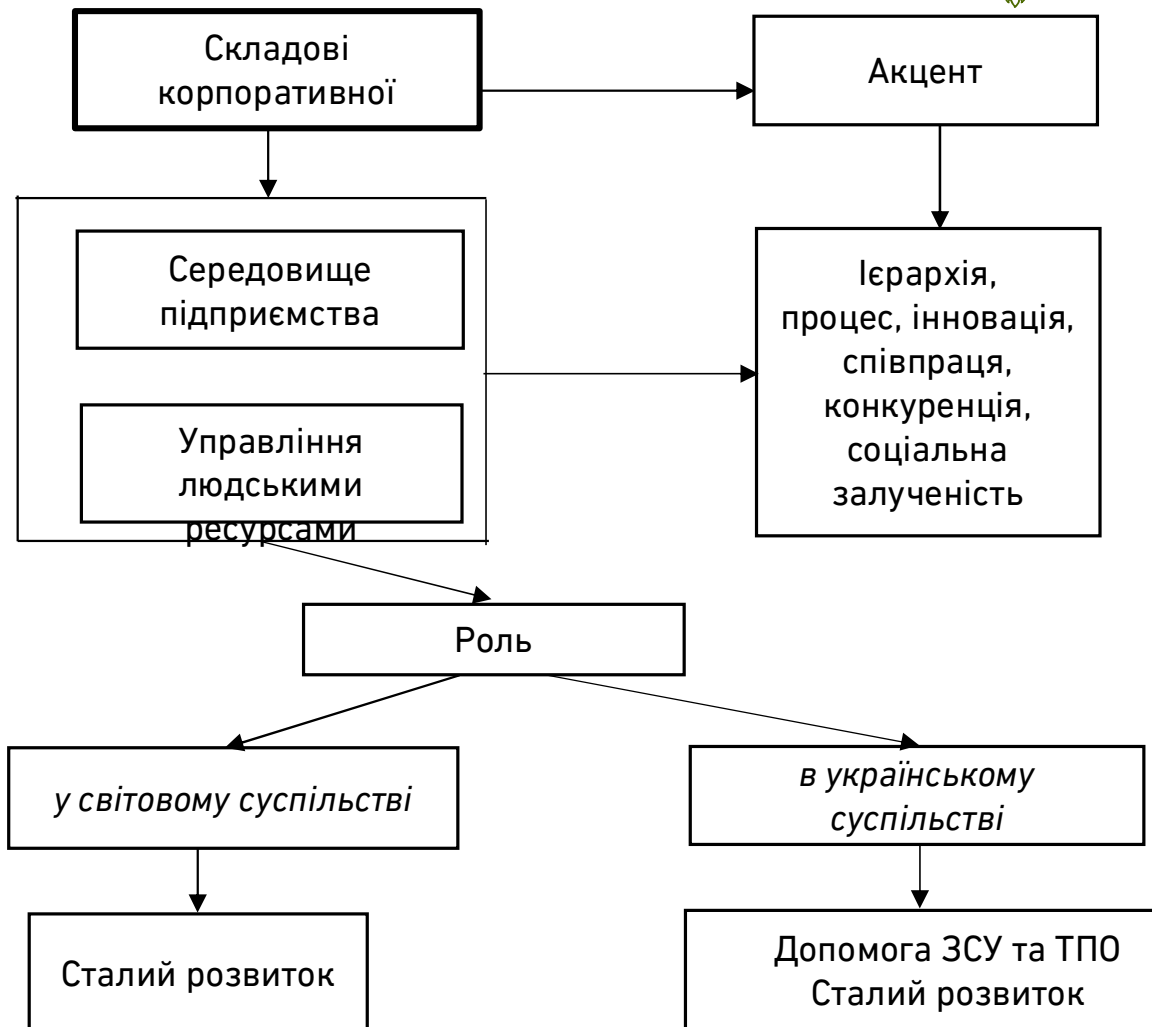 Складові
корпоративної
Акцент
Середовище
підприємства
Управління
людськими
ресурсами
Ієрархія,
процес, інновація,
співпраця,
конкуренція,
соціальна
залученість
Роль
у світовому суспільстві
в українському
суспільстві
Сталий розвиток
Допомога ЗСУ та ТПО
Сталий розвиток